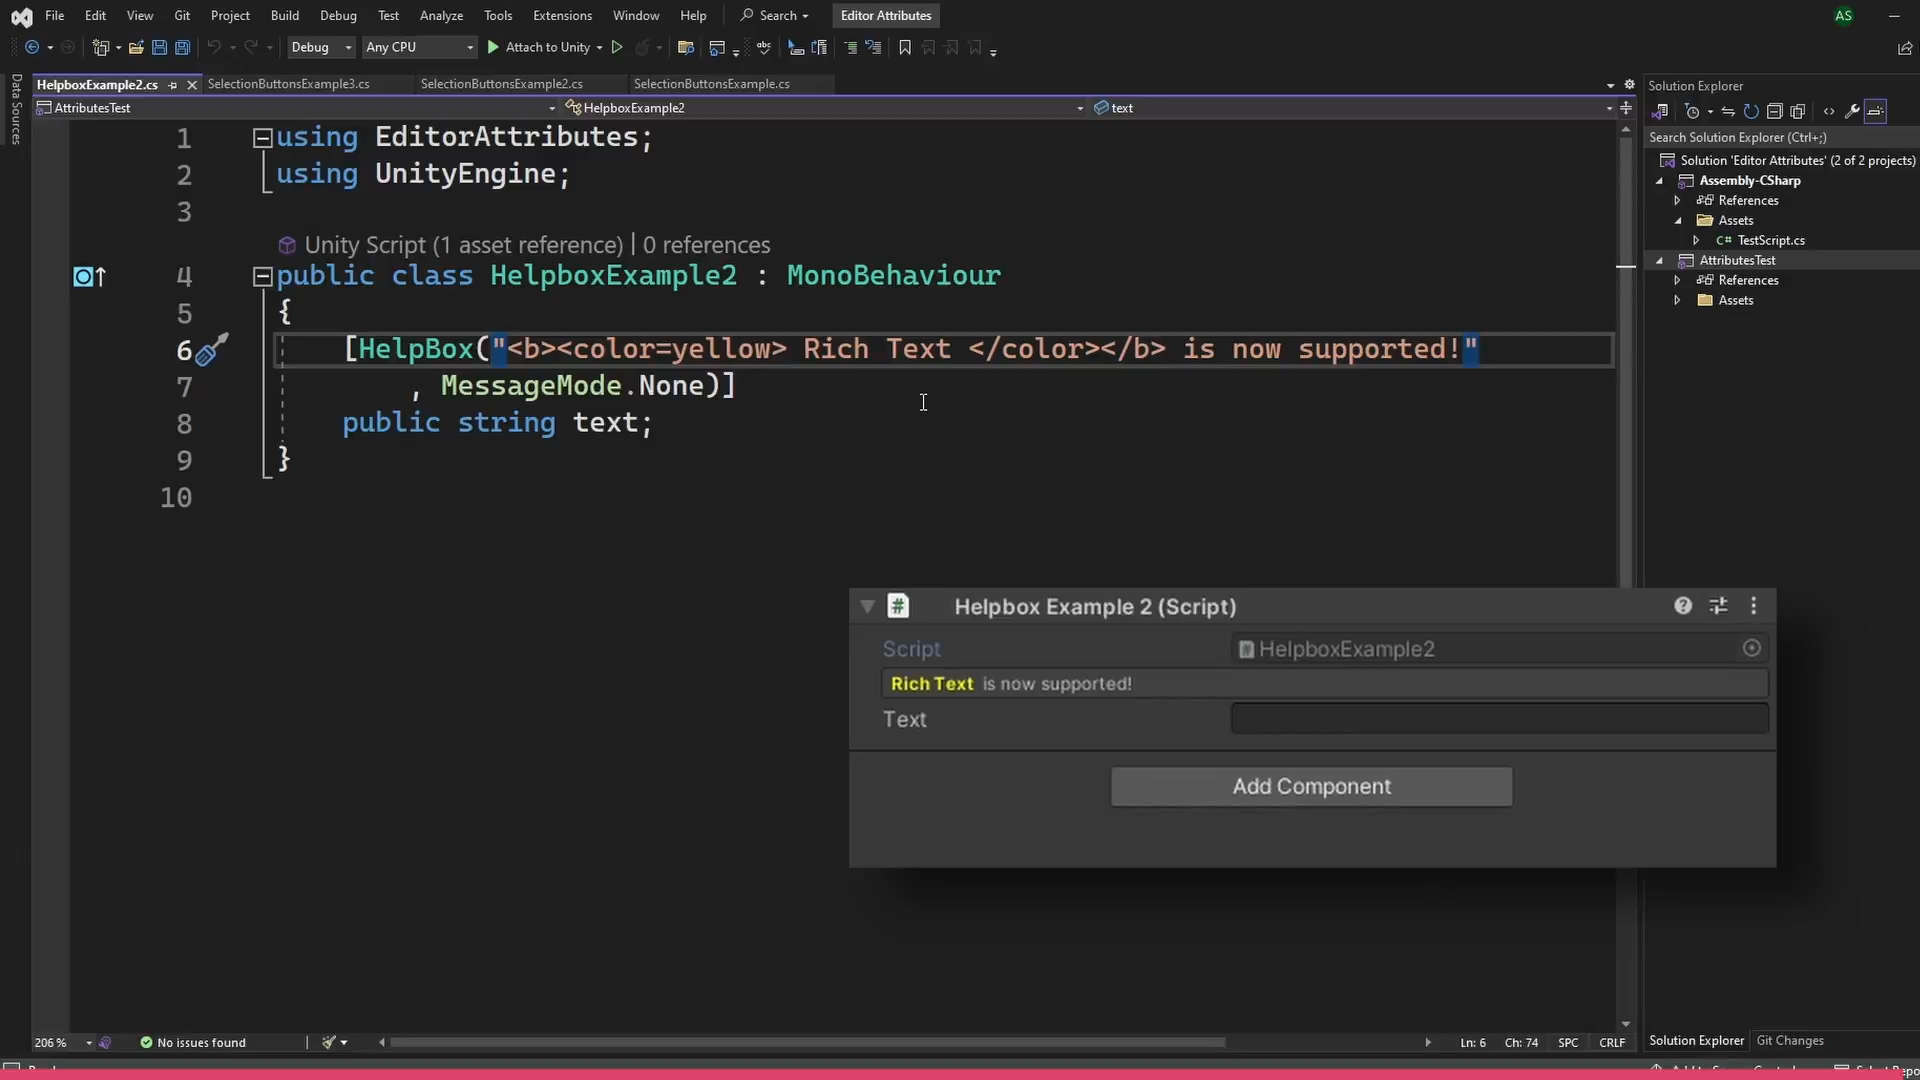 File Edit View Git Project Build Debug Test Analyze Tools Extensions Window Help Search Editor Attributes AS
Debug Any CPU Attach to Unity
Data Sources
HelpboxExample2.cs SelectionButtonsExample3.cs SelectionButtonsExample2.cs SelectionButtonsExample.cs
AttributesTest HelpboxExample2 text
1 using EditorAttributes;
2 using UnityEngine;
3
Unity Script (1 asset reference) | 0 references
4 public class HelpboxExample2 : MonoBehaviour
5 {
6 [HelpBox("<b><color=yellow> Rich Text </color></b> is now supported!"
7 , MessageMode.None)]
8 public string text;
9 }
10
Helpbox Example 2 (Script)
Script HelpboxExample2
Rich Text is now supported!
Text
Add Component
206 % No issues found Ln: 6 Ch: 74 SPC CRLF
Solution Explorer
Search Solution Explorer (Ctrl+;)
Solution 'Editor Attributes' (2 of 2 projects)
Assembly-CSharp
References
Assets
C# TestScript.cs
AttributesTest
References
Assets
Solution Explorer Git Changes